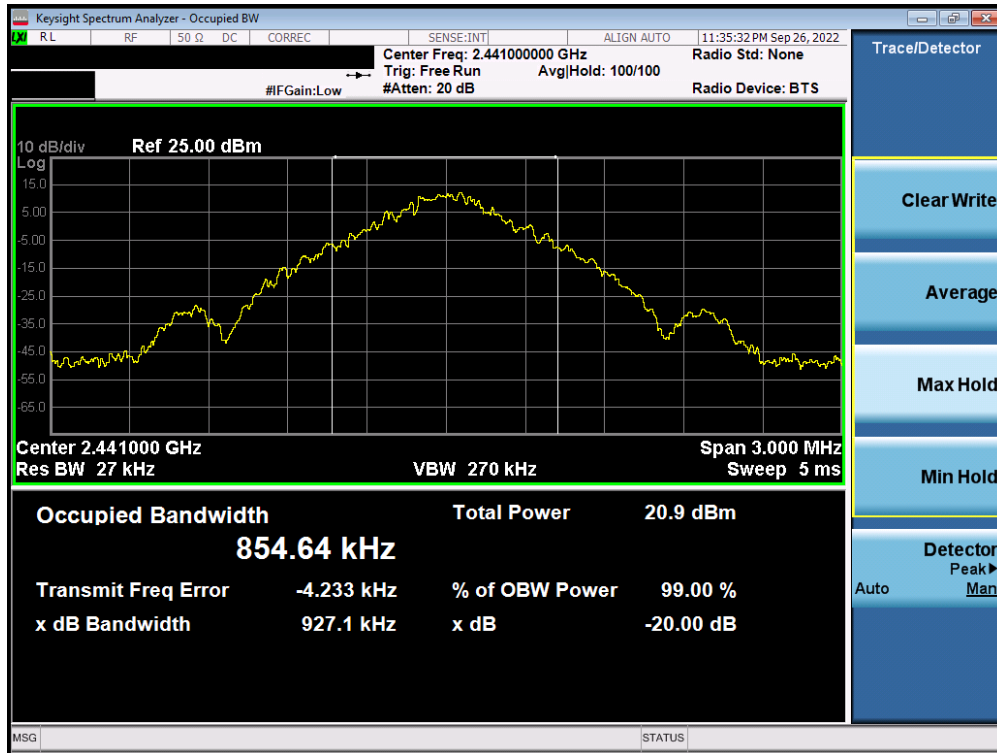 Keysight Spectrum Analyzer - Occupied BW
LXI RL RF 50 Ω DC CORREC SENSE:INT ALIGN AUTO 11:35:32 PM Sep 26, 2022
Center Freq: 2.441000000 GHz Radio Std: None
Trig: Free Run Avg|Hold: 100/100
#IFGain:Low #Atten: 20 dB Radio Device: BTS
Trace/Detector
10 dB/div Ref 25.00 dBm
Log
15.0
5.00
-5.00
-15.0
-25.0
-35.0
-45.0
-55.0
-65.0
Center 2.441000 GHz Span 3.000 MHz
Res BW 27 kHz VBW 270 kHz Sweep 5 ms
Occupied Bandwidth Total Power 20.9 dBm
854.64 kHz
Transmit Freq Error -4.233 kHz % of OBW Power 99.00 %
x dB Bandwidth 927.1 kHz x dB -20.00 dB
Clear Write
Average
Max Hold
Min Hold
Detector
Peak▶
Auto Man
MSG STATUS